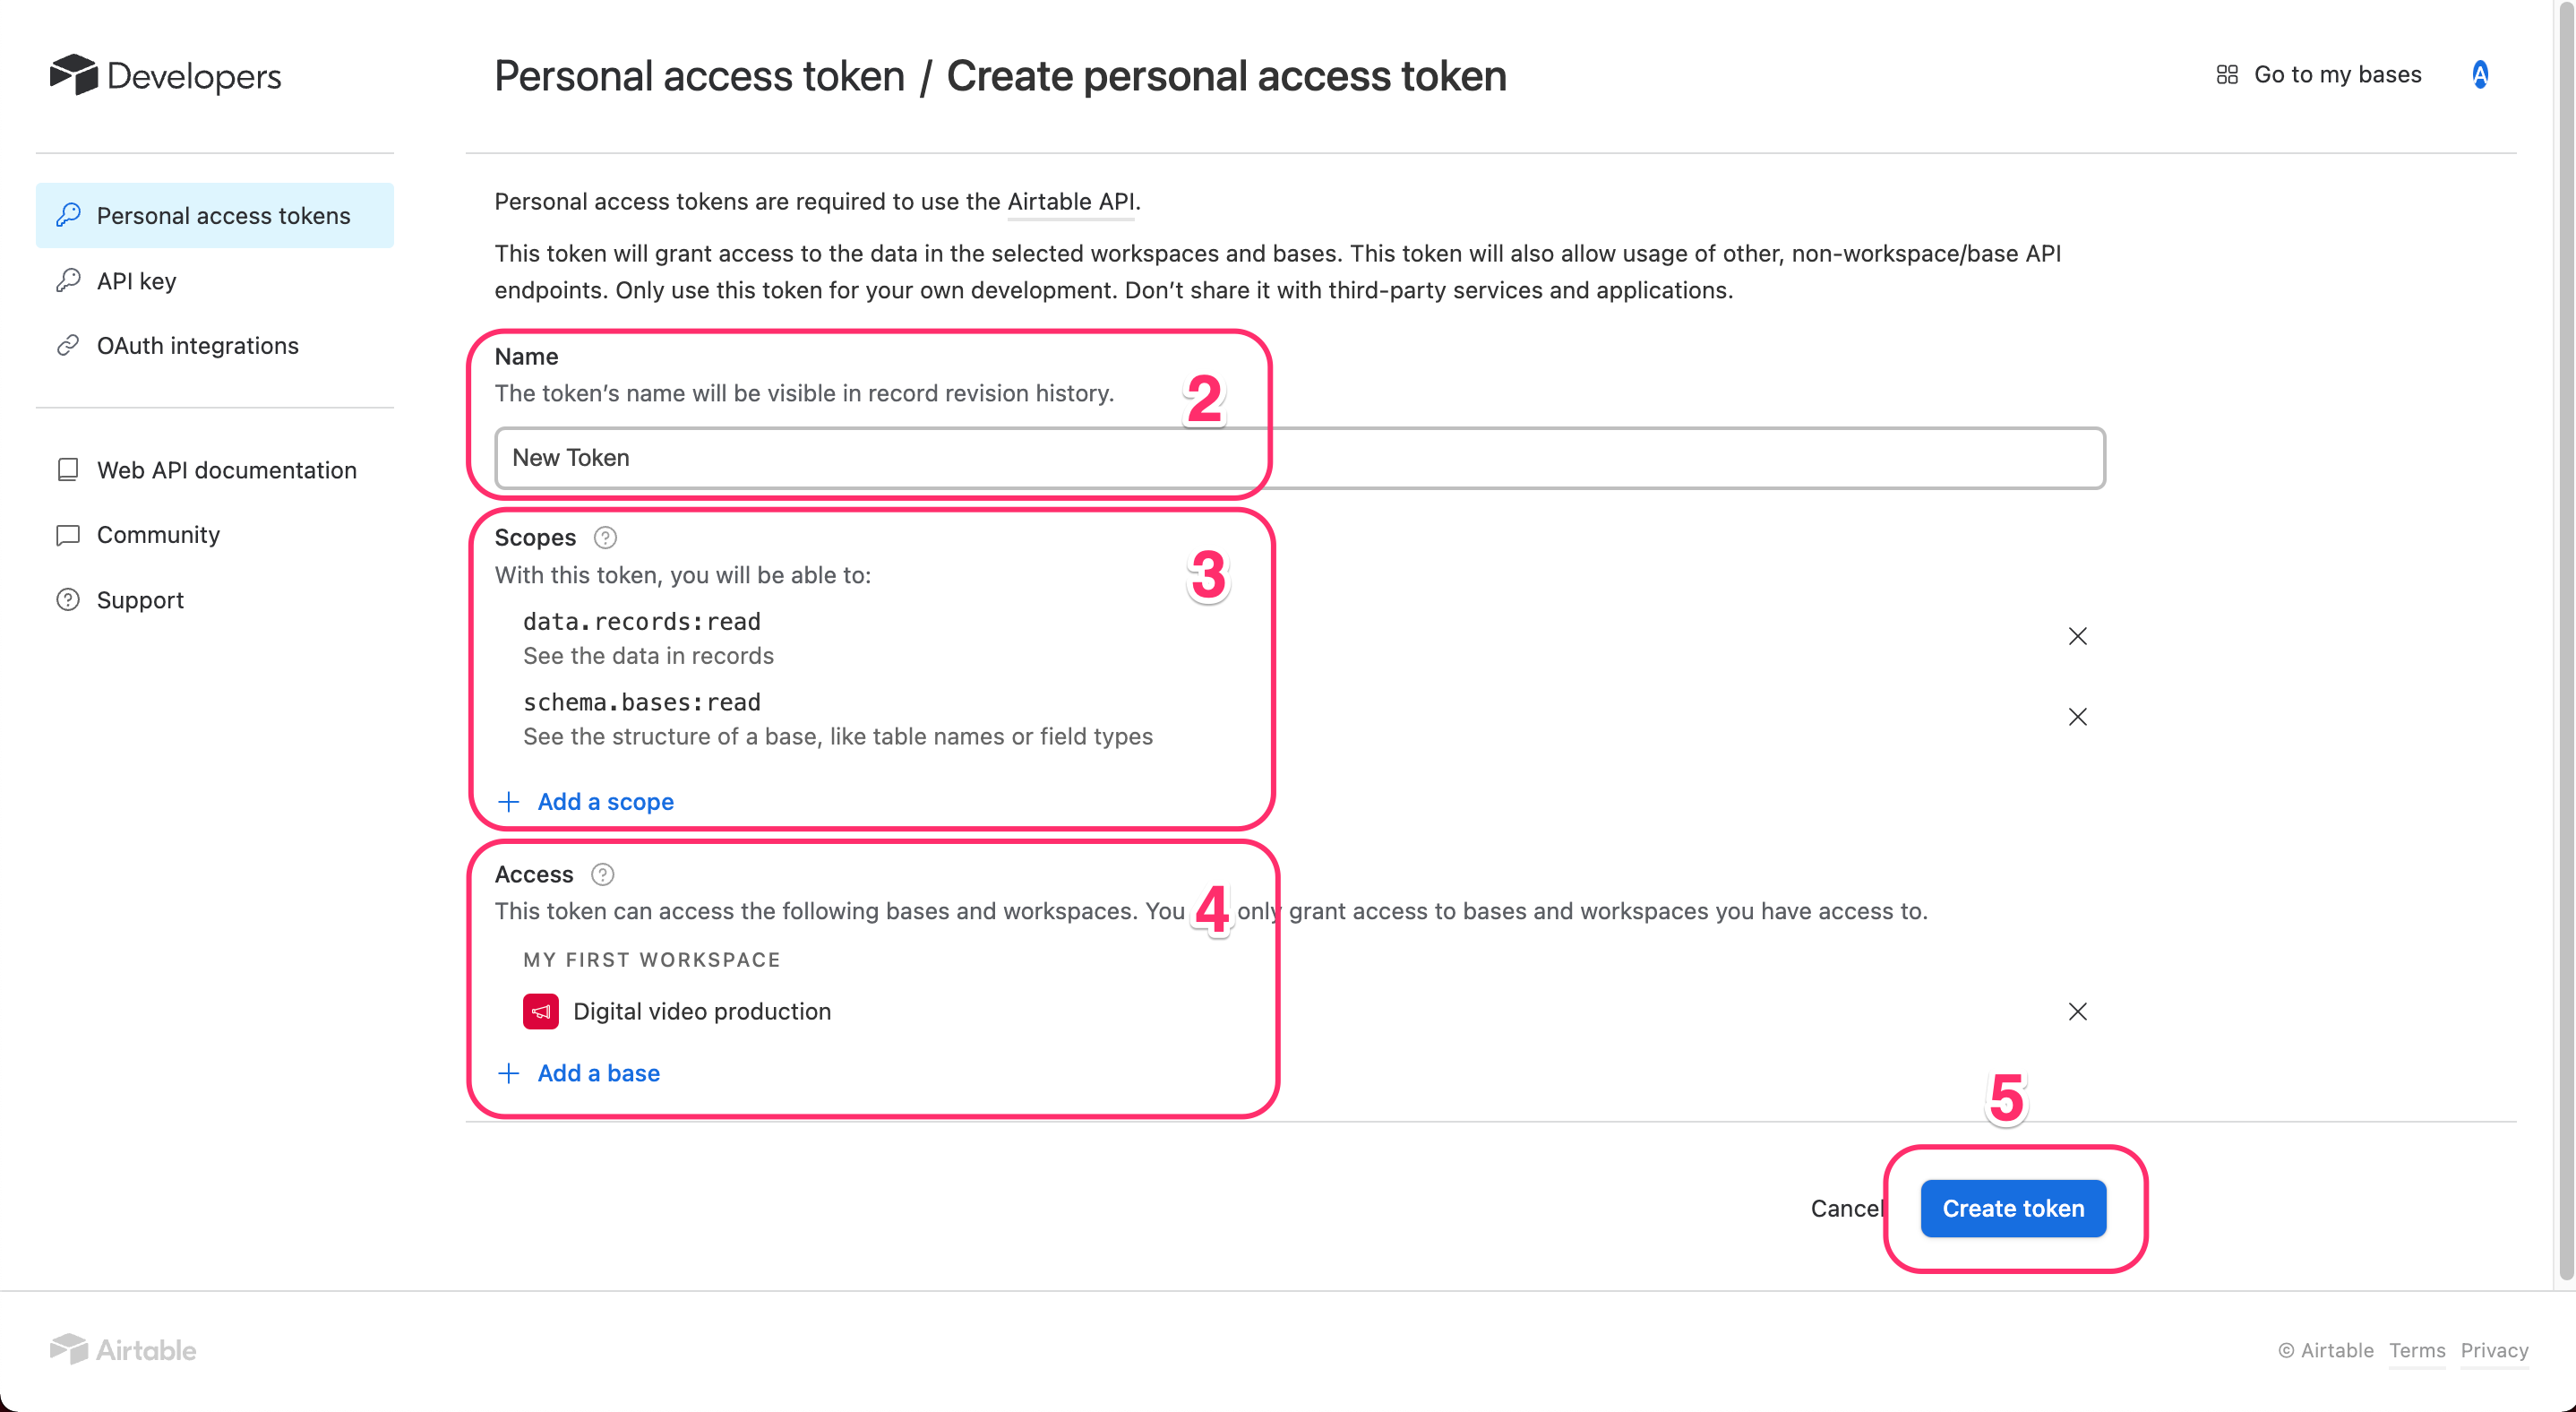 Developers
Personal access token / Create personal access token
Go to my bases
A
Personal access tokens
API key
OAuth integrations
Web API documentation
Community
Support
Personal access tokens are required to use the Airtable API.
This token will grant access to the data in the selected workspaces and bases. This token will also allow usage of other, non-workspace/base API
endpoints. Only use this token for your own development. Don’t share it with third-party services and applications.
Name
The token’s name will be visible in record revision history.
2
New Token
Scopes ?
With this token, you will be able to:
3
data.records:read
See the data in records
schema.bases:read
See the structure of a base, like table names or field types
+ Add a scope
Access ?
This token can access the following bases and workspaces. You 4 only grant access to bases and workspaces you have access to.
MY FIRST WORKSPACE
Digital video production
+ Add a base
5
Cancel
Create token
Airtable
© Airtable Terms Privacy